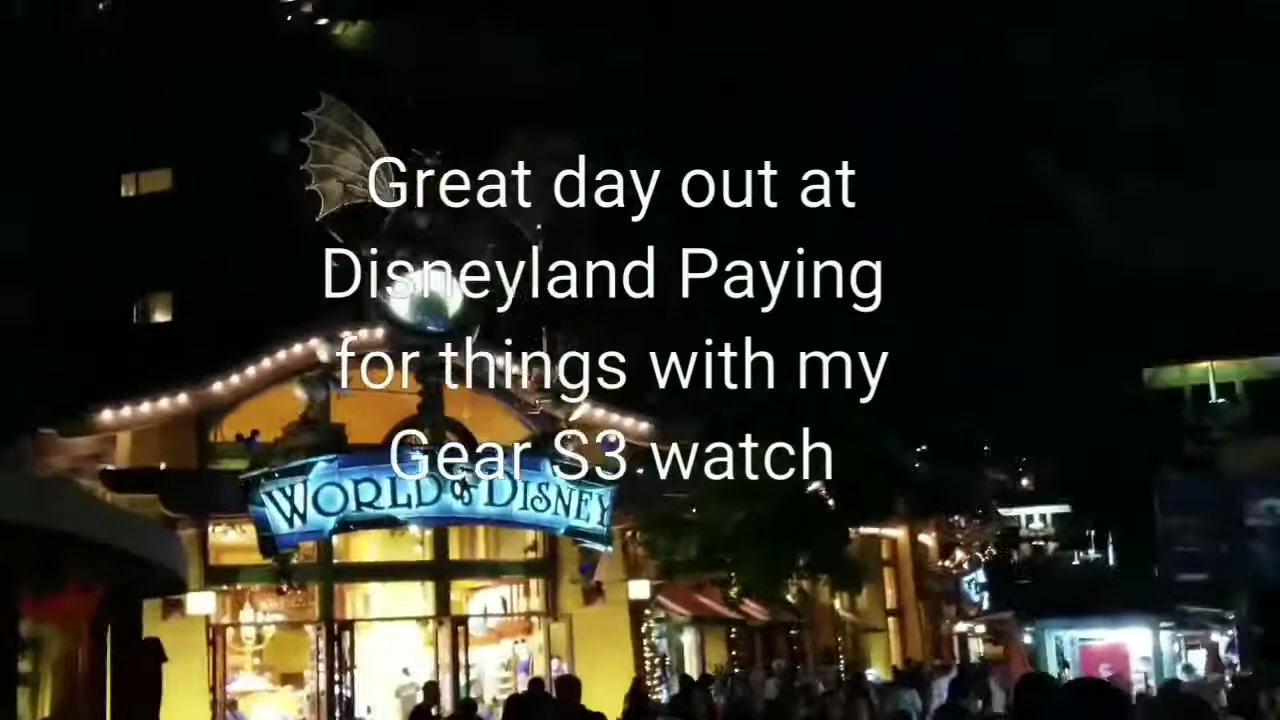 Great day out at
Disneyland Paying
for things with my
Gear S3 watch
WORLD of DISNEY